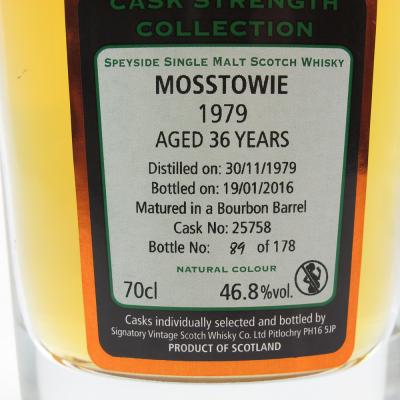 CASK STRENGTH
COLLECTION
SPEYSIDE SINGLE MALT SCOTCH WHISKY
MOSSTOWIE
1979
AGED 36 YEARS
Distilled on: 30/11/1979
Bottled on: 19/01/2016
Matured in a Bourbon Barrel
Cask No: 25758
Bottle No: 89 of 178
NATURAL COLOUR
70cl 46.8%vol.
Casks individually selected and bottled by
Signatory Vintage Scotch Whisky Co. Ltd Pitlochry PH16 5JP
PRODUCT OF SCOTLAND